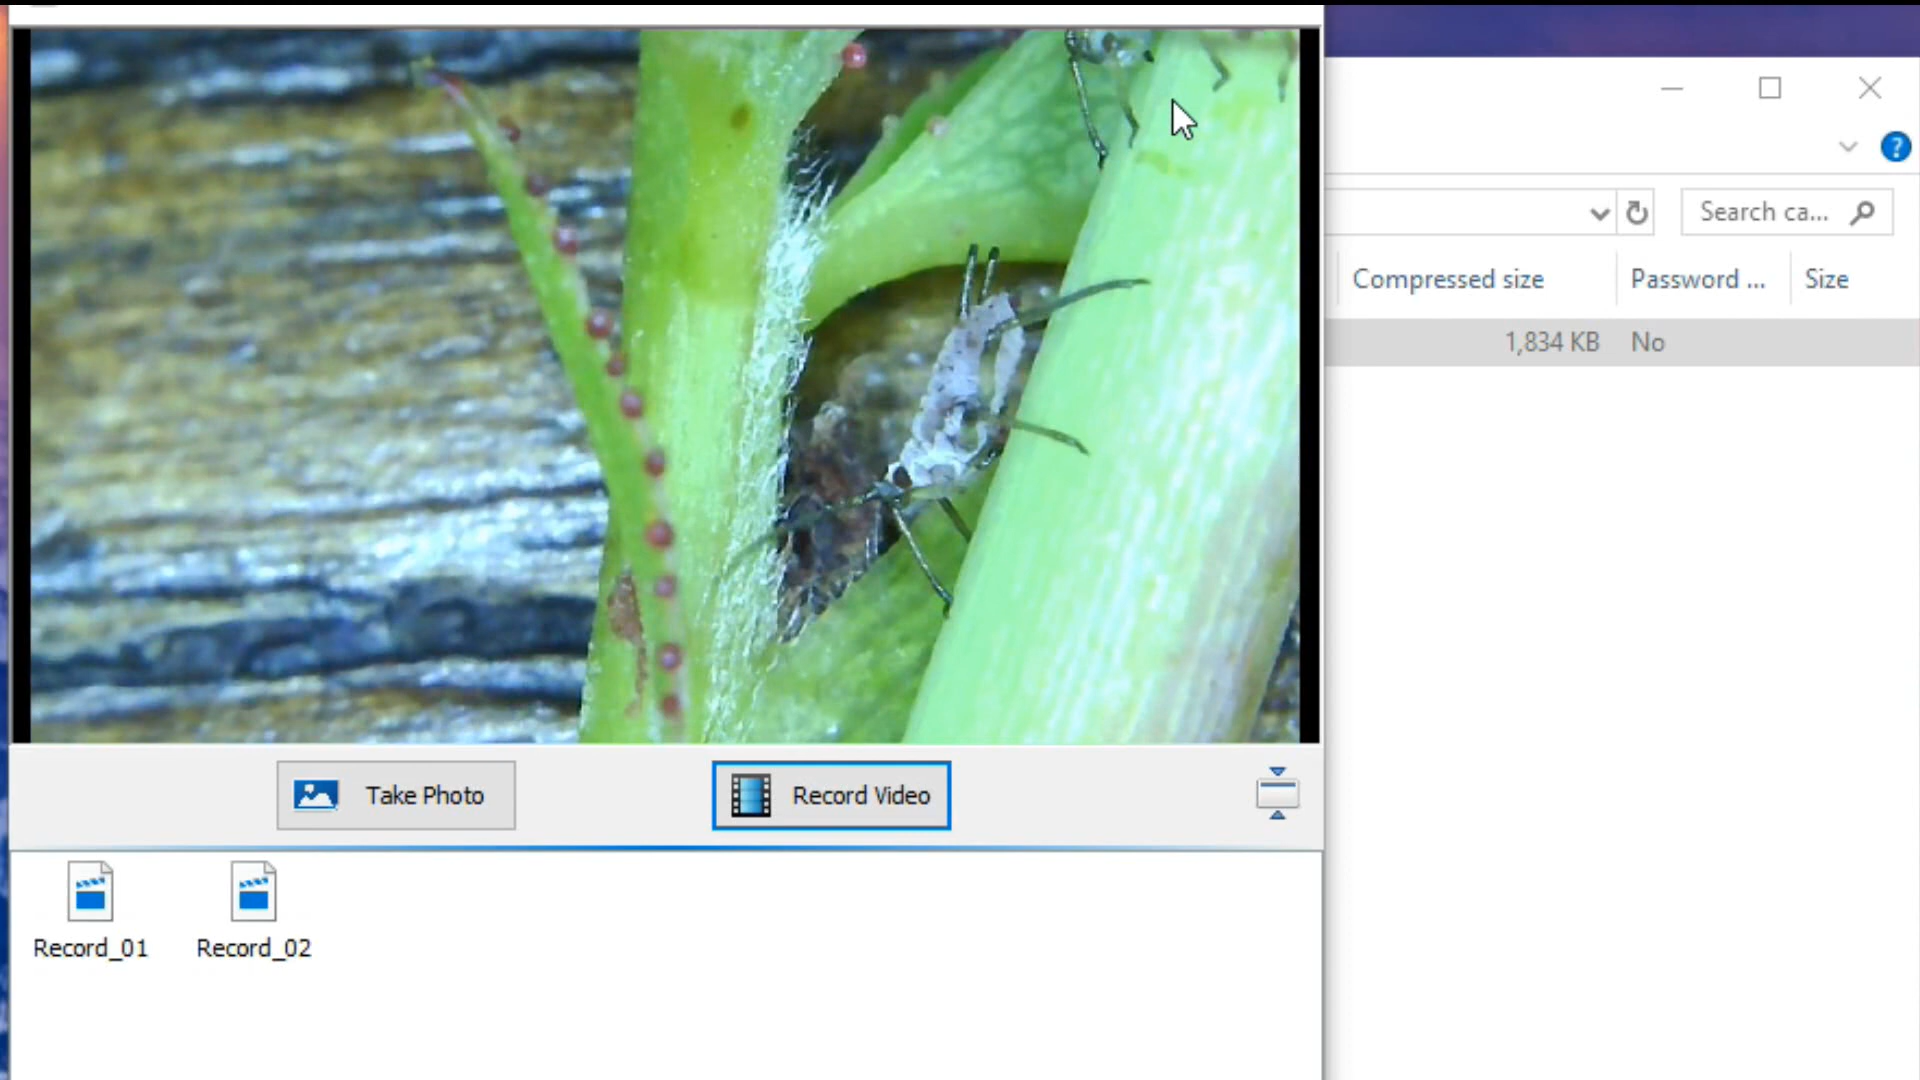 ?
Search ca...
Compressed size
Password ...
Size
1,834 KB
No
Take Photo
Record Video
Record_01
Record_02